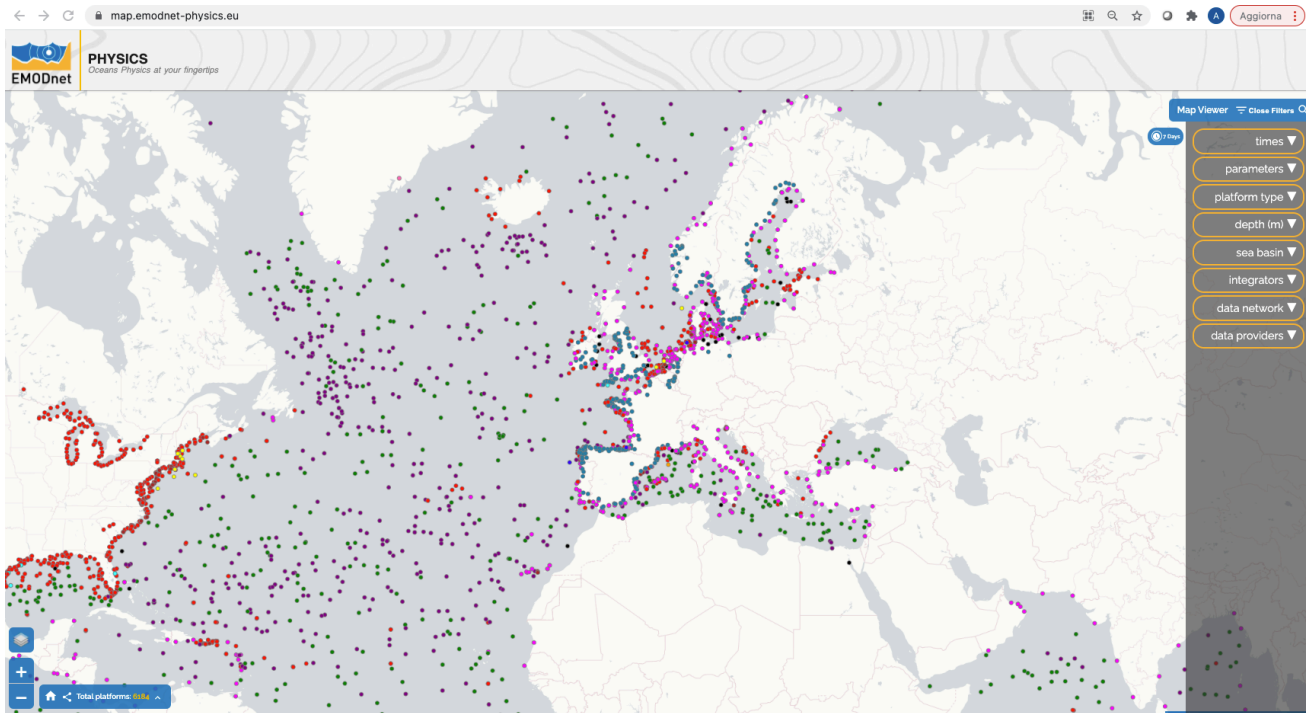 map.emodnet-physics.eu
A
Aggiorna
EMODnet
PHYSICS
Oceans Physics at your fingertips
Map Viewer
Close Filters
7 Days
times ▼
parameters ▼
platform type ▼
depth (m) ▼
sea basin ▼
integrators ▼
data network ▼
data providers ▼
+
−
Total platforms: 6184